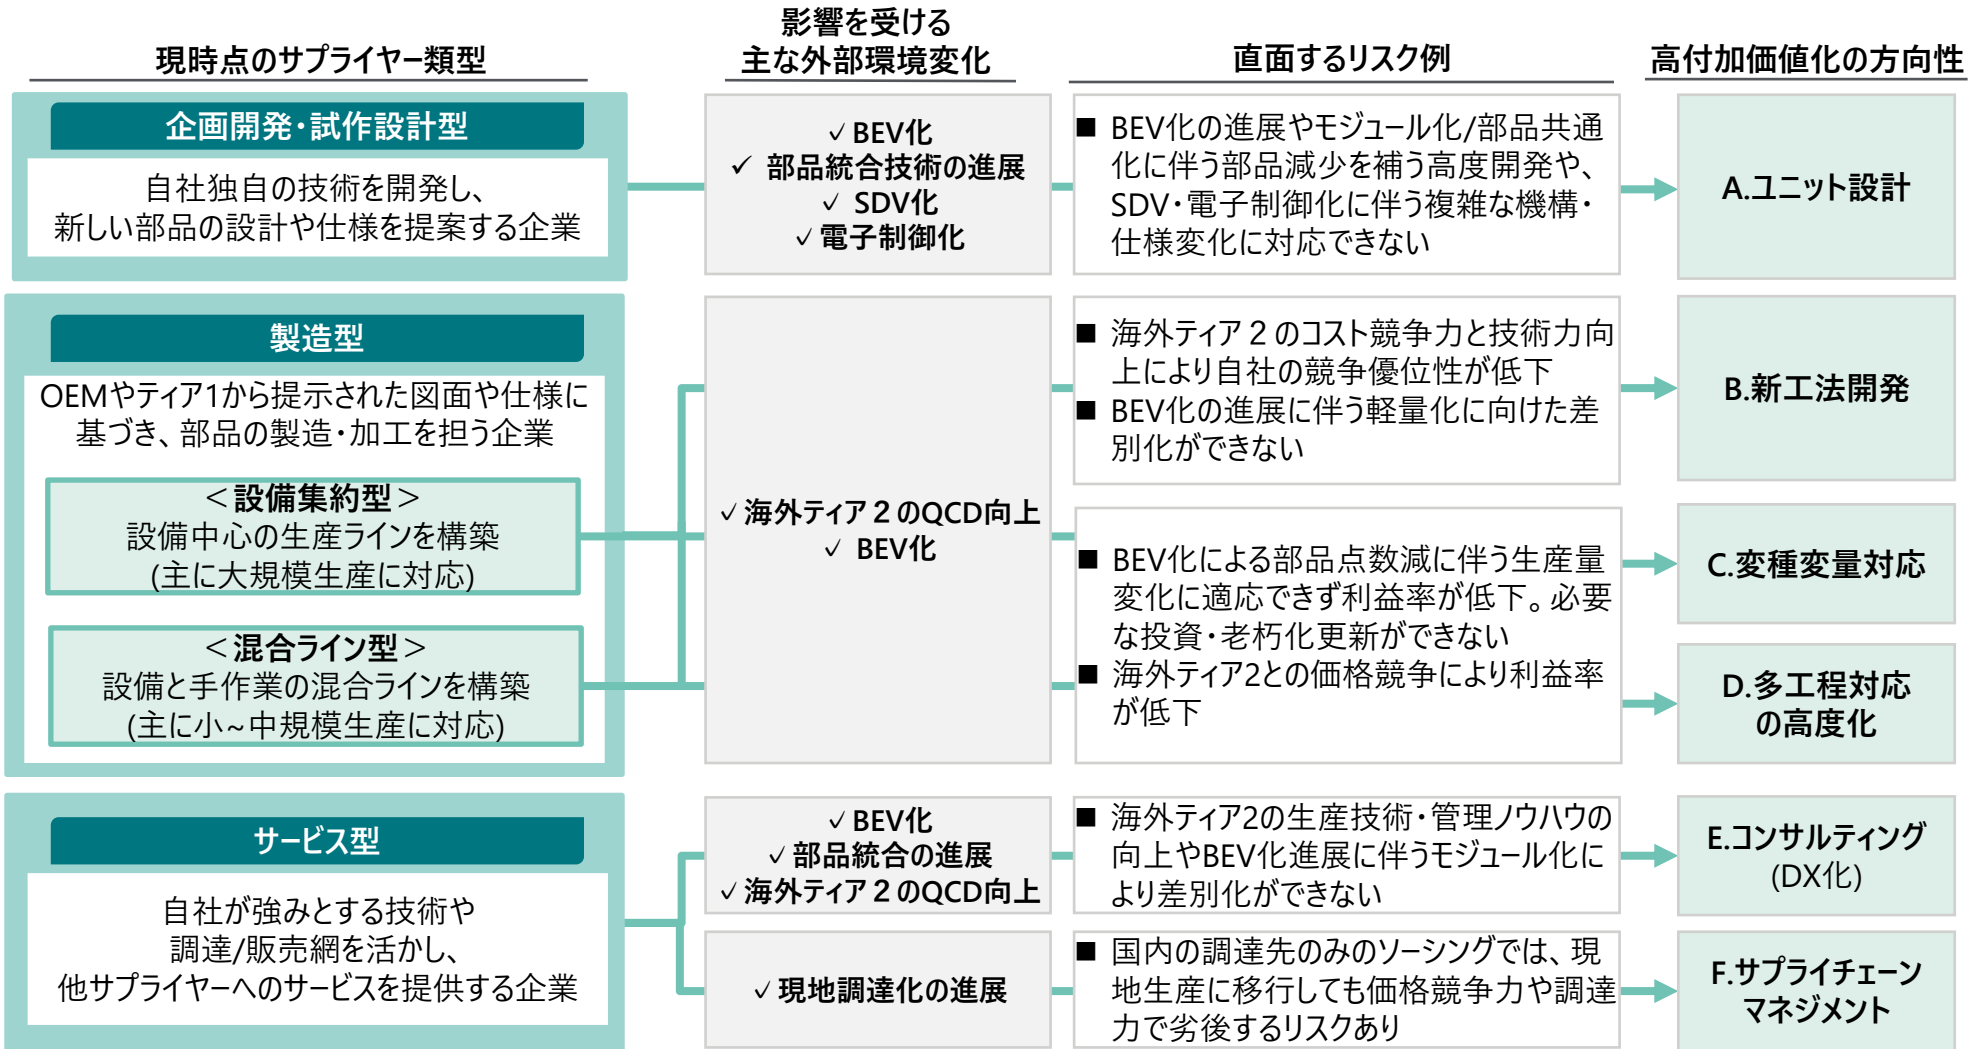 現時点のサプライヤー類型
影響を受ける
主な外部環境変化
直面するリスク例
高付加価値化の方向性
企画開発・試作設計型
自社独自の技術を開発し、
新しい部品の設計や仕様を提案する企業
✓ BEV化
✓ 部品統合技術の進展
✓ SDV化
✓ 電子制御化
■ BEV化の進展やモジュール化/部品共通
化に伴う部品減少を補う高度開発や、
SDV・電子制御化に伴う複雑な機構・
仕様変化に対応できない
A.ユニット設計
製造型
OEMやティア1から提示された図面や仕様に
基づき、部品の製造・加工を担う企業
＜設備集約型＞
設備中心の生産ラインを構築
(主に大規模生産に対応)
＜混合ライン型＞
設備と手作業の混合ラインを構築
(主に小~中規模生産に対応)
✓ 海外ティア２のQCD向上
✓ BEV化
■ 海外ティア２のコスト競争力と技術力向
上により自社の競争優位性が低下
■ BEV化の進展に伴う軽量化に向けた差
別化ができない
B.新工法開発
■ BEV化による部品点数減に伴う生産量
変化に適応できず利益率が低下。必要
な投資・老朽化更新ができない
■ 海外ティア2との価格競争により利益率
が低下
C.変種変量対応
D.多工程対応
の高度化
サービス型
自社が強みとする技術や
調達/販売網を活かし、
他サプライヤーへのサービスを提供する企業
✓ BEV化
✓ 部品統合の進展
✓ 海外ティア２のQCD向上
■ 海外ティア2の生産技術・管理ノウハウの
向上やBEV化進展に伴うモジュール化に
より差別化ができない
E.コンサルティング
(DX化)
✓ 現地調達化の進展
■ 国内の調達先のみのソーシングでは、現
地生産に移行しても価格競争力や調達
力で劣後するリスクあり
F.サプライチェーン
マネジメント